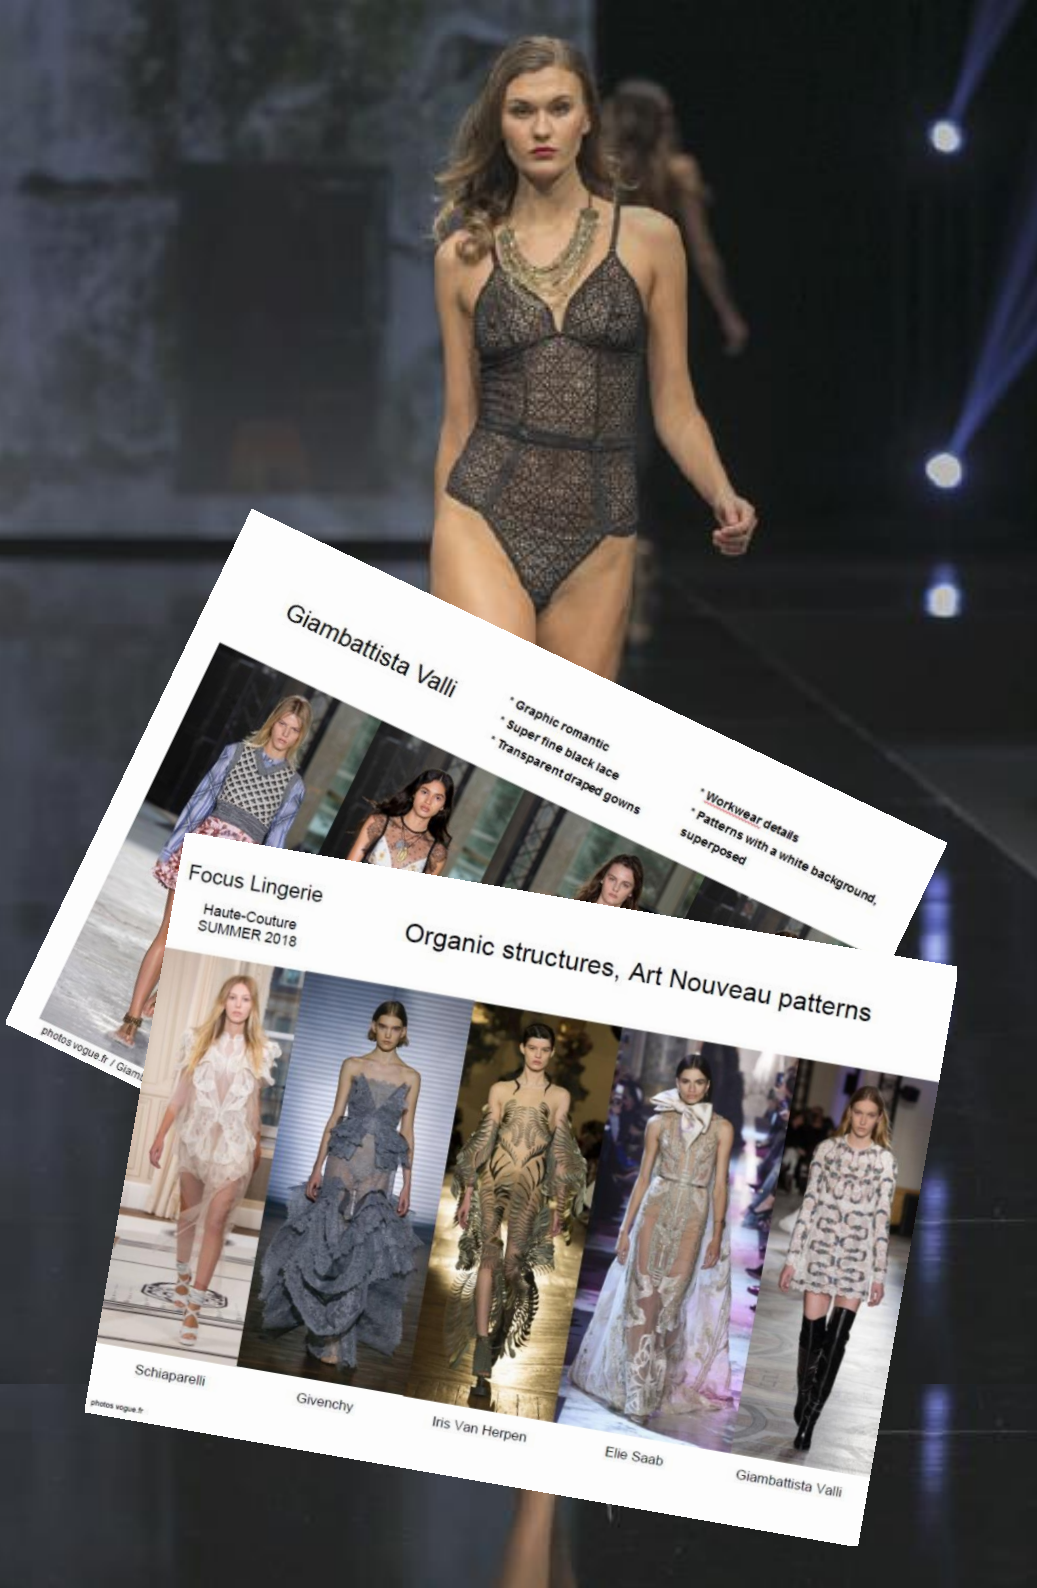 Giambattista Valli
* Graphic romantic
* Super fine black lace
* Transparent draped gowns
* Workwear details
* Patterns with a white background,
superposed
photos vogue.fr / Giamb
Focus Lingerie
Haute-Couture
SUMMER 2018
Organic structures, Art Nouveau patterns
Schiaparelli
Givenchy
Iris Van Herpen
Elie Saab
Giambattista Valli
photos vogue.fr